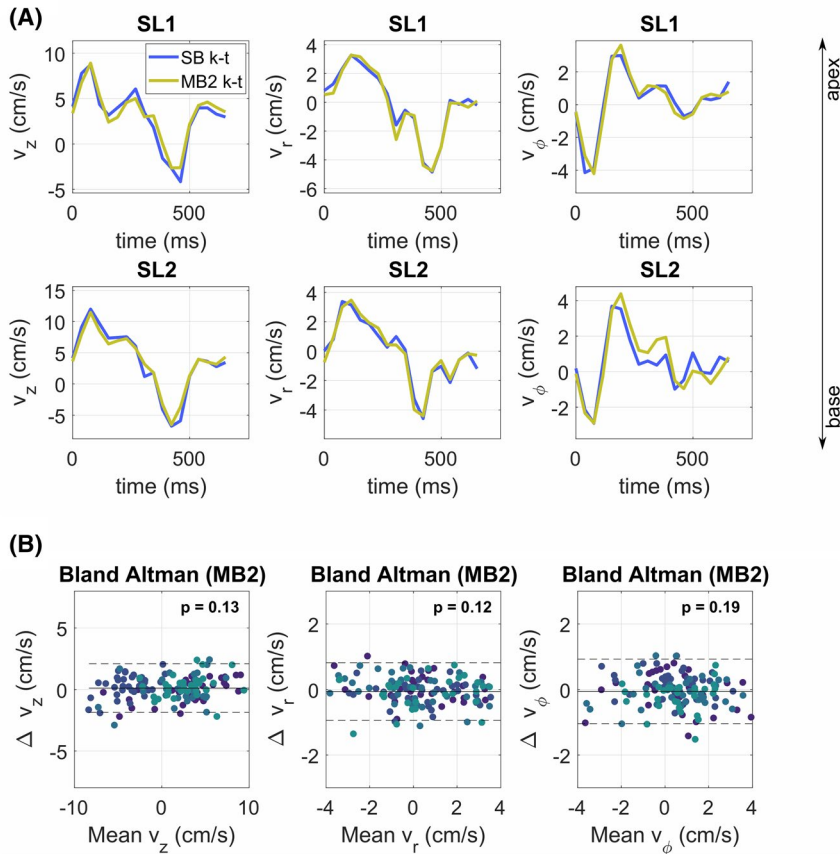 (A)
SL1 SL1 SL1
SB k-t
MB2 k-t
10
5
0
-5
v_z (cm/s)
0 500
time (ms)
4
2
0
-2
-4
-6
v_r (cm/s)
0 500
time (ms)
2
0
-2
-4
v_ϕ (cm/s)
0 500
time (ms)
apex
SL2 SL2 SL2
15
10
5
0
-5
v_z (cm/s)
0 500
time (ms)
4
2
0
-2
-4
v_r (cm/s)
0 500
time (ms)
4
2
0
-2
v_ϕ (cm/s)
0 500
time (ms)
base
(B)
Bland Altman (MB2) Bland Altman (MB2) Bland Altman (MB2)
p = 0.13
5
0
-5
Δ v_z (cm/s)
-10 0 10
Mean v_z (cm/s)
p = 0.12
2
0
-2
Δ v_r (cm/s)
-4 -2 0 2 4
Mean v_r (cm/s)
p = 0.19
2
0
-2
Δ v_ϕ (cm/s)
-4 -2 0 2 4
Mean v_ϕ (cm/s)